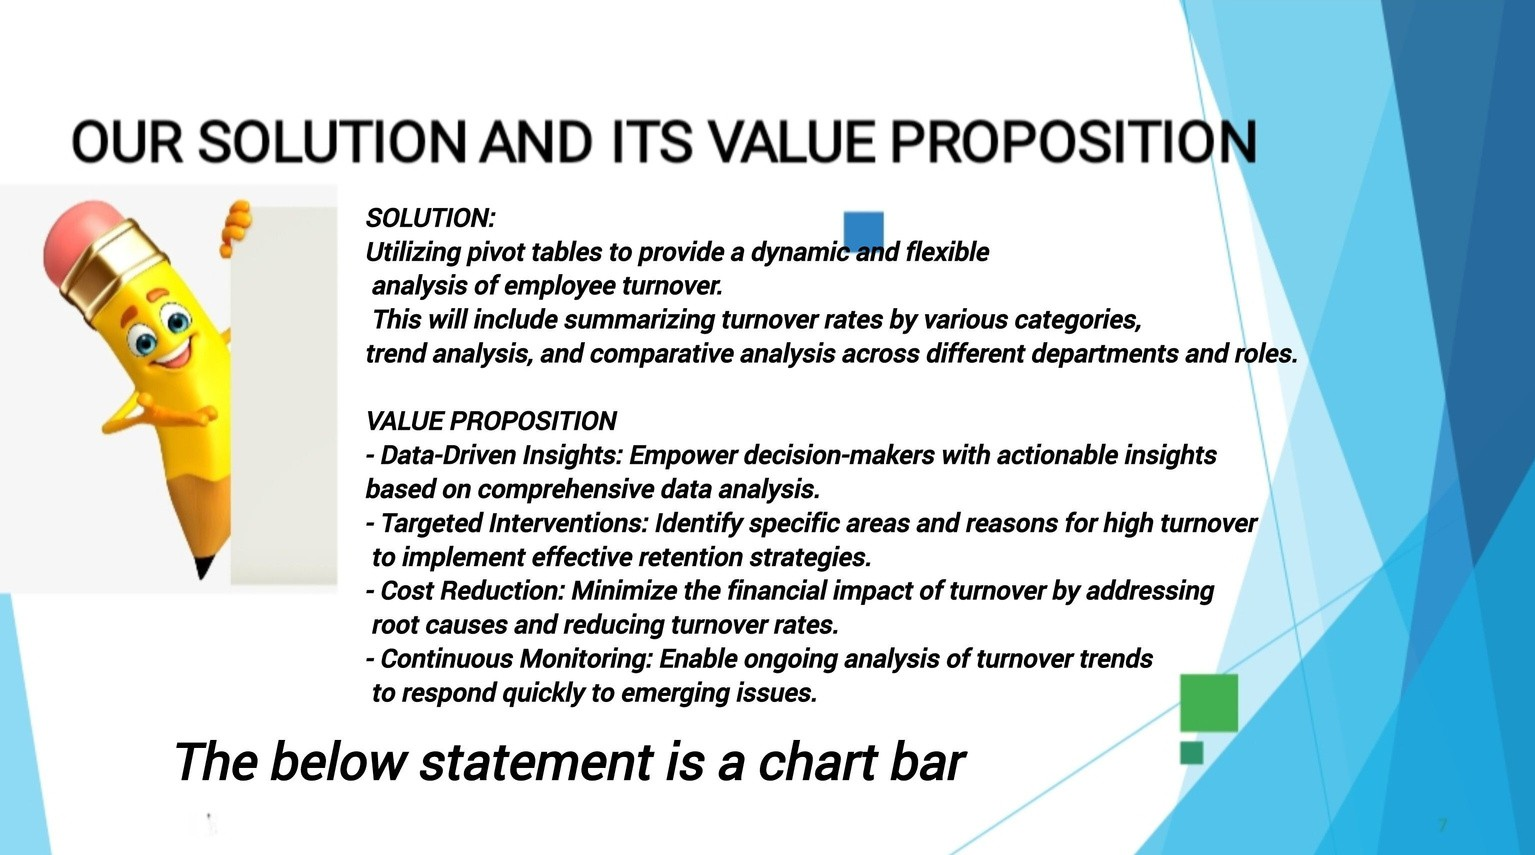 OUR SOLUTION AND ITS VALUE PROPOSITION
SOLUTION:
Utilizing pivot tables to provide a dynamic and flexible
analysis of employee turnover.
This will include summarizing turnover rates by various categories,
trend analysis, and comparative analysis across different departments and roles.
VALUE PROPOSITION
- Data-Driven Insights: Empower decision-makers with actionable insights
based on comprehensive data analysis.
- Targeted Interventions: Identify specific areas and reasons for high turnover
to implement effective retention strategies.
- Cost Reduction: Minimize the financial impact of turnover by addressing
root causes and reducing turnover rates.
- Continuous Monitoring: Enable ongoing analysis of turnover trends
to respond quickly to emerging issues.
The below statement is a chart bar
7